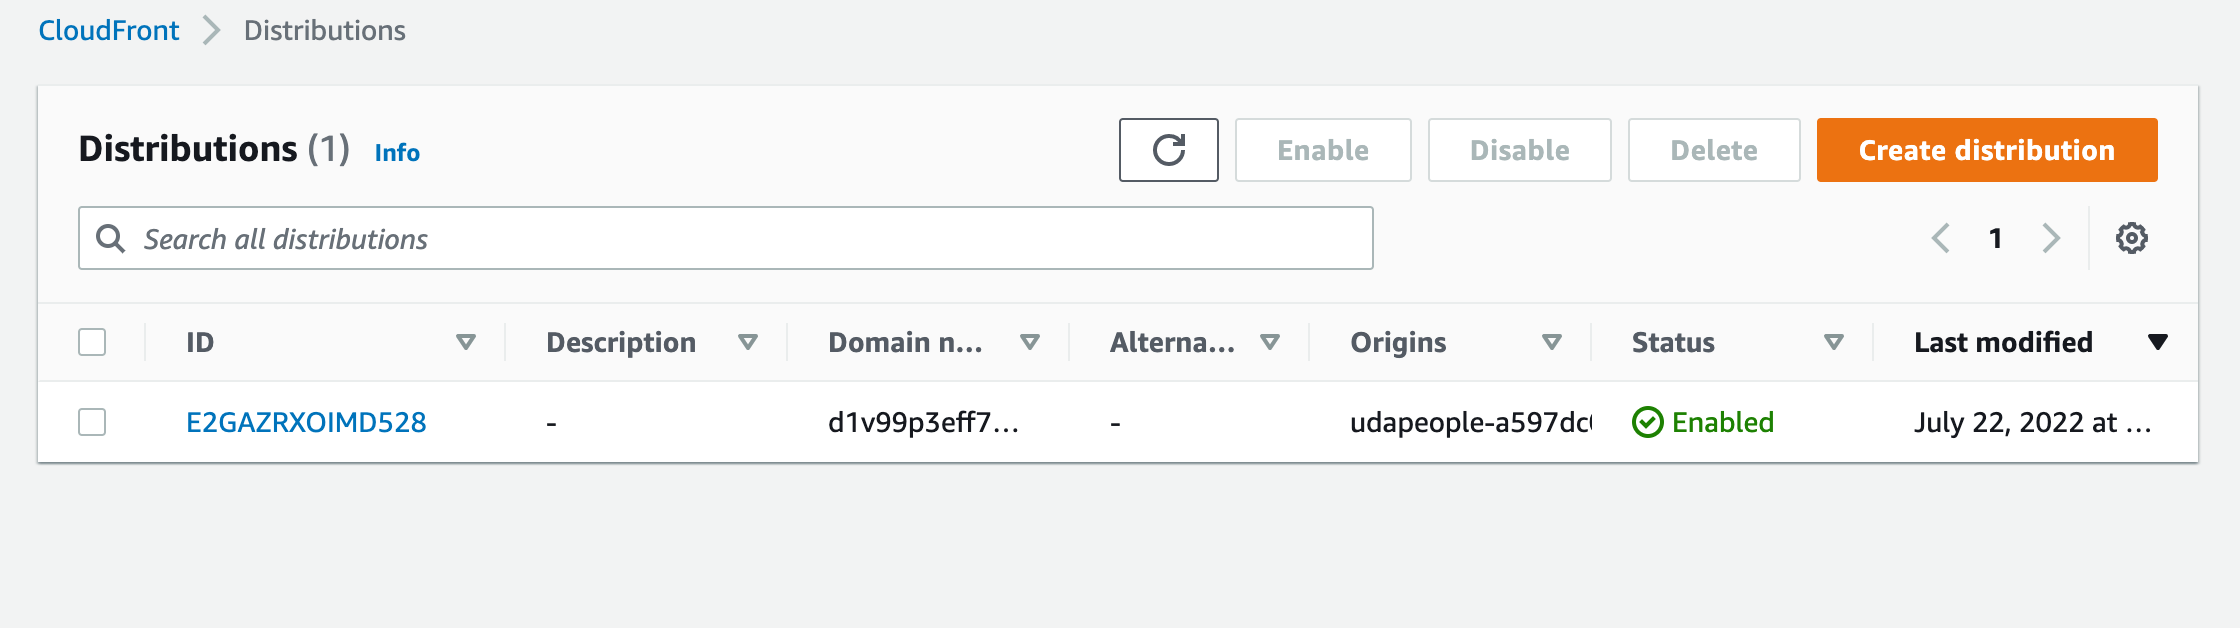 CloudFront Distributions
Distributions (1) Info
Enable Disable Delete Create distribution
Search all distributions
1
ID Description Domain n... Alterna... Origins Status Last modified
E2GAZRXOIMD528 - d1v99p3eff7... - udapeople-a597dc Enabled July 22, 2022 at ...